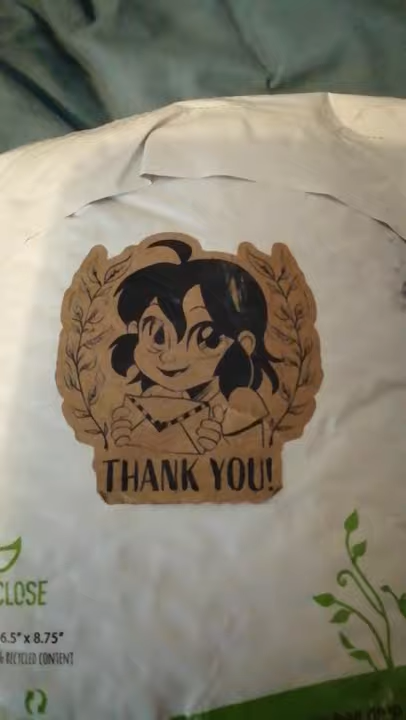 THANK YOU!
CLOSE
6.5" x 8.75"
% RECYCLED CONTENT